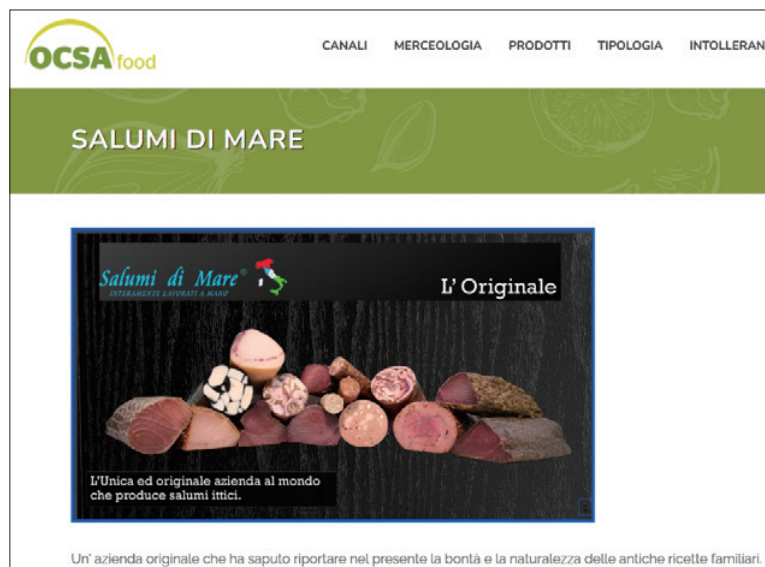 OCSA food
CANALI MERCEOLOGIA PRODOTTI TIPOLOGIA INTOLLERAN
SALUMI DI MARE
Salumi di Mare®
INTERAMENTE LAVORATI A MANO
L' Originale
L'Unica ed originale azienda al mondo
che produce salumi ittici.
Un' azienda originale che ha saputo riportare nel presente la bontà e la naturalezza delle antiche ricette familiari.